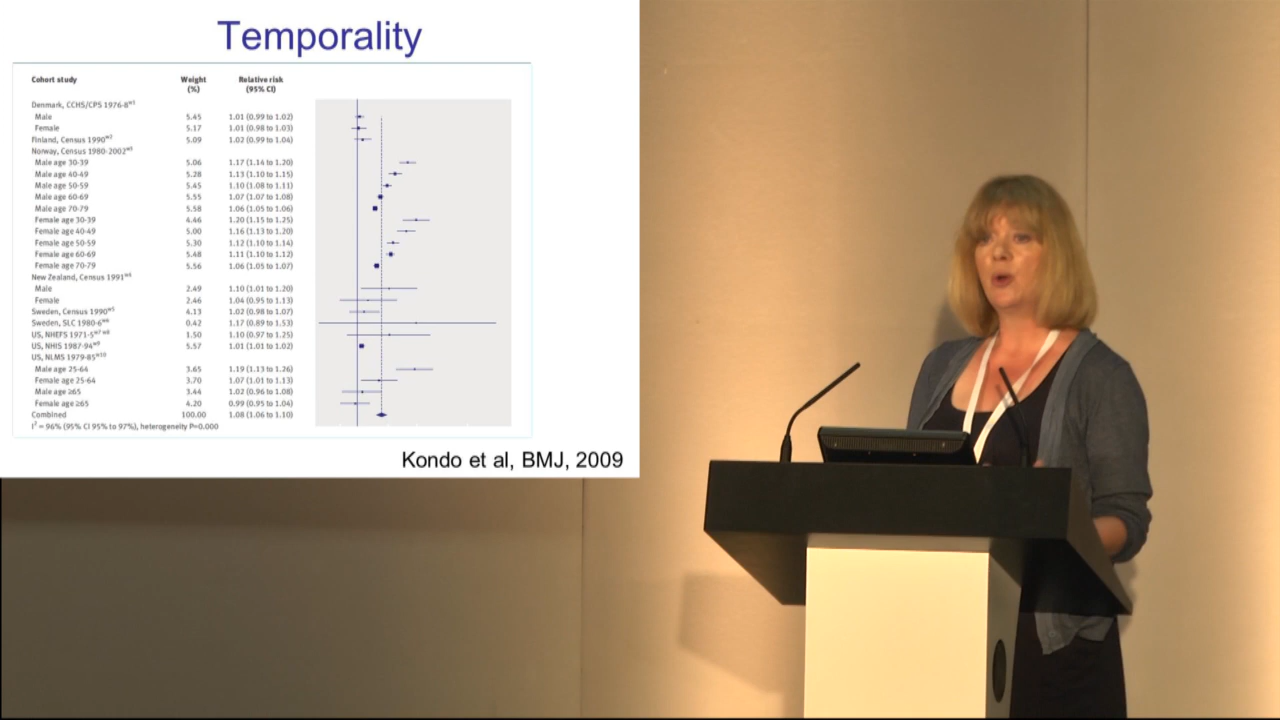 Temporality
Cohort study Weight (%) Relative risk (95% CI)
Denmark, CCHS/CPS 1976-8w1
Male 5.45 1.01 (0.99 to 1.02)
Female 5.17 1.01 (0.98 to 1.03)
Finland, Census 1990w2 5.09 1.02 (0.99 to 1.04)
Norway, Census 1980-2002w3
Male age 30-39 5.06 1.17 (1.14 to 1.20)
Male age 40-49 5.28 1.13 (1.10 to 1.15)
Male age 50-59 5.45 1.10 (1.08 to 1.11)
Male age 60-69 5.55 1.07 (1.07 to 1.08)
Male age 70-79 5.58 1.06 (1.05 to 1.06)
Female age 30-39 4.46 1.20 (1.15 to 1.25)
Female age 40-49 5.00 1.16 (1.13 to 1.20)
Female age 50-59 5.30 1.12 (1.10 to 1.14)
Female age 60-69 5.48 1.11 (1.10 to 1.12)
Female age 70-79 5.56 1.06 (1.05 to 1.07)
New Zealand, Census 1991w4
Male 2.49 1.10 (1.01 to 1.20)
Female 2.46 1.04 (0.95 to 1.13)
Sweden, Census 1990w5 4.13 1.02 (0.98 to 1.07)
Sweden, SLC 1980-6w6 0.42 1.17 (0.89 to 1.53)
US, NHEFS 1971-5w7 w8 1.50 1.10 (0.97 to 1.25)
US, NHIS 1987-94w9 5.57 1.01 (1.01 to 1.02)
US, NLMS 1979-85w10
Male age 25-64 3.65 1.19 (1.13 to 1.26)
Female age 25-64 3.70 1.07 (1.01 to 1.13)
Male age ≥65 3.44 1.02 (0.96 to 1.08)
Female age ≥65 4.20 0.99 (0.95 to 1.04)
Combined 100.00 1.08 (1.06 to 1.10)
I² = 96% (95% CI 95% to 97%), heterogeneity P=0.000
Kondo et al, BMJ, 2009